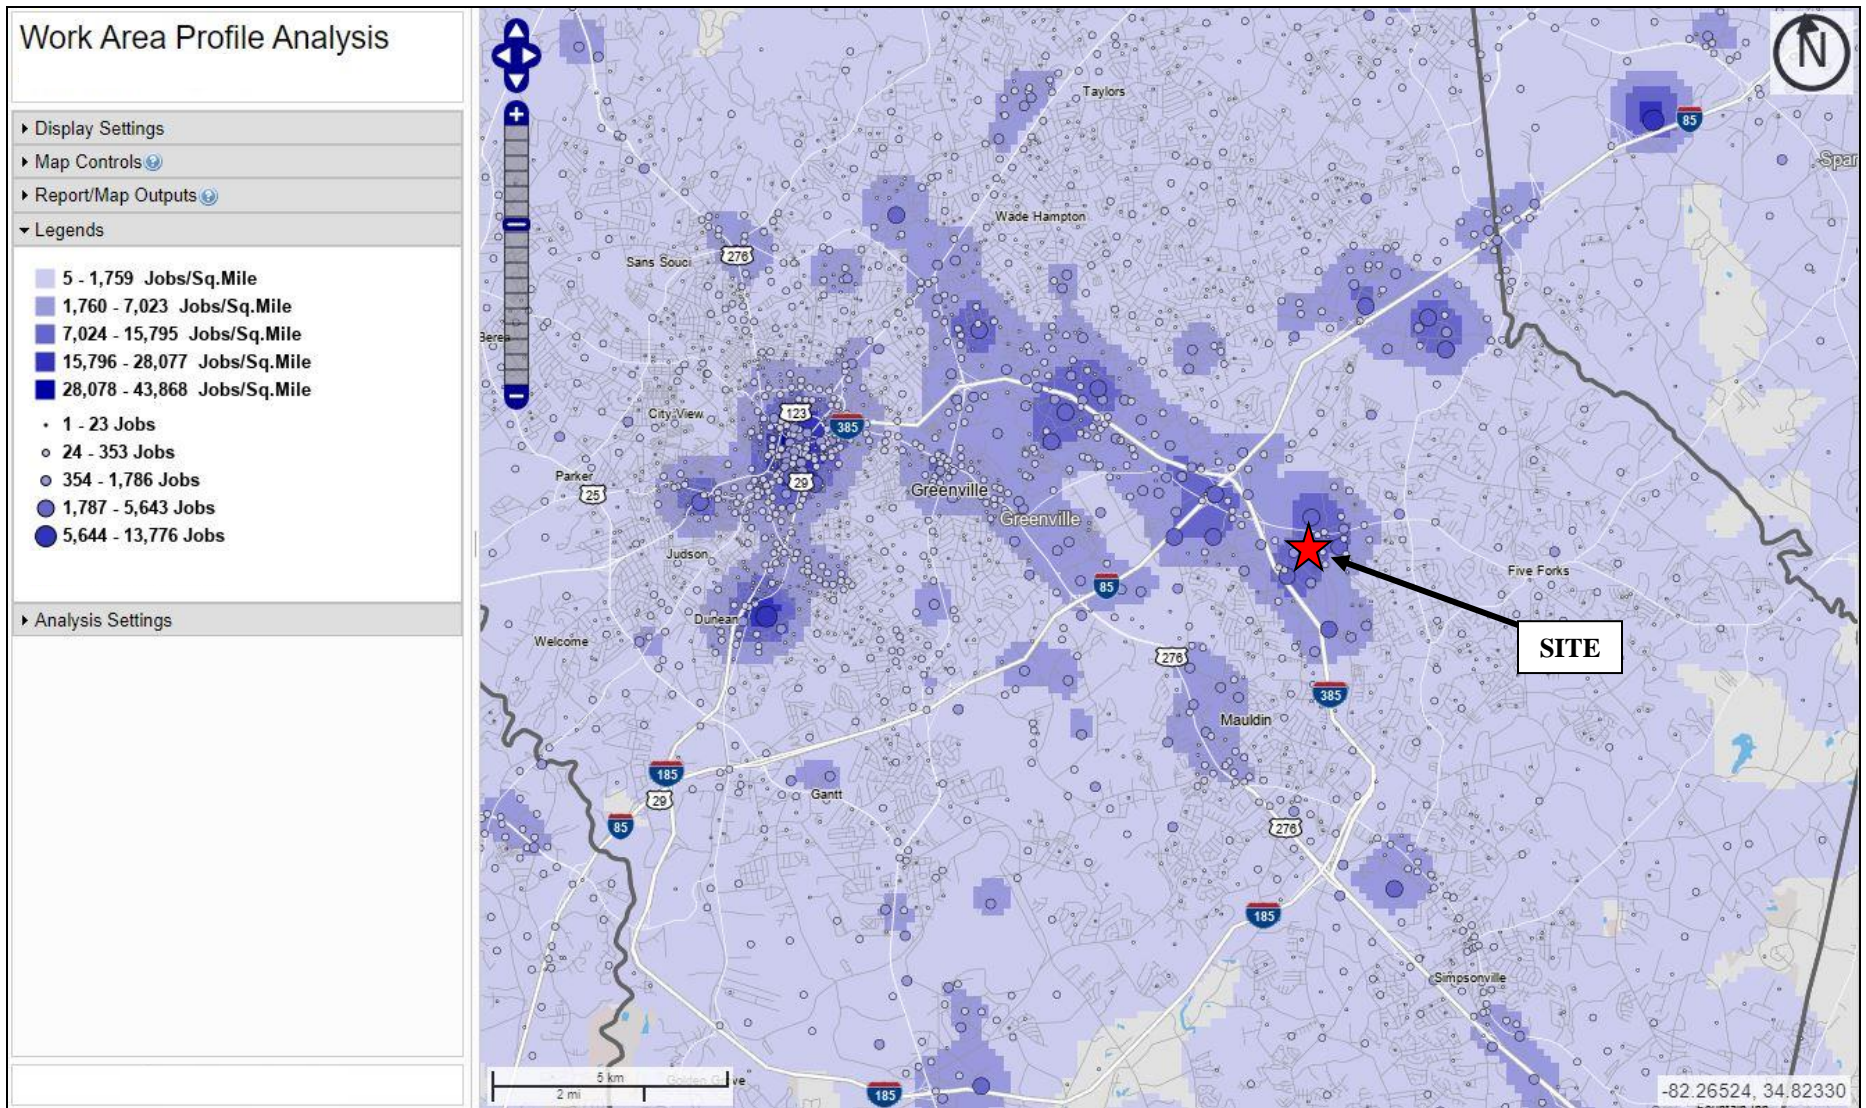 Work Area Profile Analysis
Display Settings
Map Controls
Report/Map Outputs
Legends
5 - 1,759 Jobs/Sq.Mile
1,760 - 7,023 Jobs/Sq.Mile
7,024 - 15,795 Jobs/Sq.Mile
15,796 - 28,077 Jobs/Sq.Mile
28,078 - 43,868 Jobs/Sq.Mile
1 - 23 Jobs
24 - 353 Jobs
354 - 1,786 Jobs
1,787 - 5,643 Jobs
5,644 - 13,776 Jobs
Analysis Settings
N
Taylors
85
Spar
Wade Hampton
Sans Souci
276
Berea
City View
123
385
Parker
25
29
Greenville
Greenville
Judson
85
Five Forks
Dunean
Welcome
SITE
276
385
Mauldin
185
Gantt
29
85
276
185
Simpsonville
5 km
2 mi
185
-82.26524, 34.82330